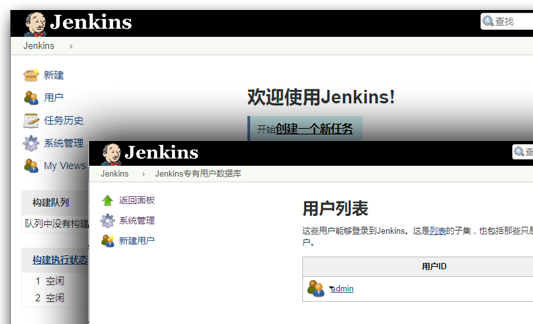 Jenkins
查找
Jenkins
新建
用户
任务历史
系统管理
My Views
构建队列
队列中没有构建
构建执行状态
1 空闲
2 空闲
欢迎使用Jenkins!
开始创建一个新任务
Jenkins
查找
Jenkins
Jenkins专有用户数据库
返回面板
系统管理
新建用户
用户列表
这些用户能够登录到Jenkins。这是列表的子集，也包括那些只是
户。
用户ID
admin